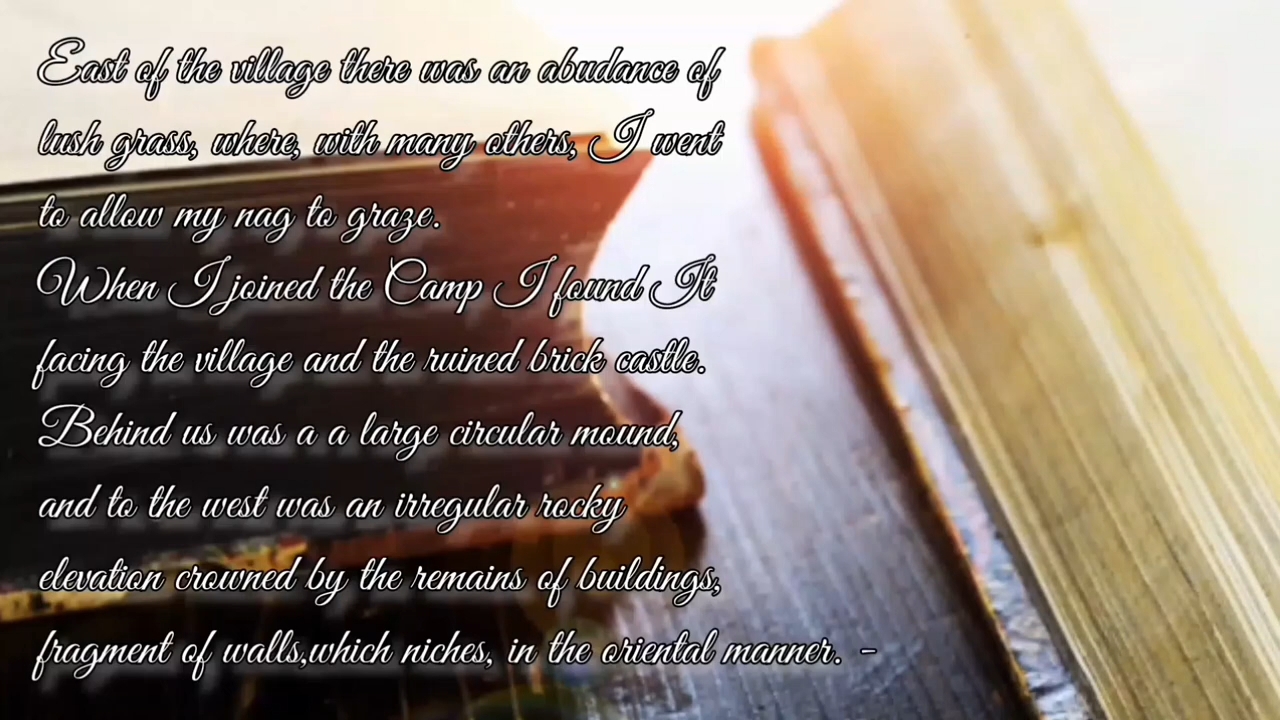 East of the village there was an abudance of
lush grass, where, with many others, I went
to allow my nag to graze.
When I joined the Camp I found It
facing the village and the ruined brick castle.
Behind us was a a large circular mound,
and to the west was an irregular rocky
elevation crowned by the remains of buildings,
fragment of walls,which niches, in the oriental manner. -